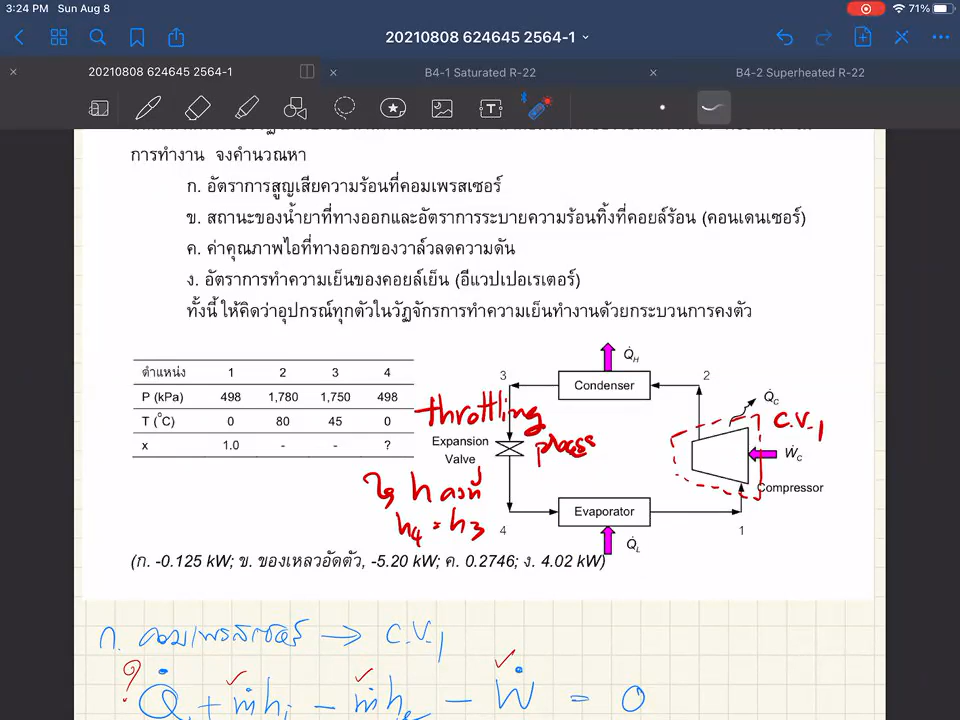 3:24 PM Sun Aug 8 71%
20210808 624645 2564-1
20210808 624645 2564-1 B4-1 Saturated R-22 B4-2 Superheated R-22
การทำงาน จงคำนวณหา
ก. อัตราการสูญเสียความร้อนที่คอมเพรสเซอร์
ข. สถานะของน้ำยาที่ทางออกและอัตราการระบายความร้อนทิ้งที่คอยล์ร้อน (คอนเดนเซอร์)
ค. ค่าคุณภาพไอที่ทางออกของวาล์วลดความดัน
ง. อัตราการทำความเย็นของคอยล์เย็น (อีแวปเปอเรเตอร์)
ทั้งนี้ ให้คิดว่าอุปกรณ์ทุกตัวในวัฏจักรการทำความเย็นทำงานด้วยกระบวนการคงตัว
ตำแหน่ง 1 2 3 4
P (kPa) 498 1,780 1,750 498
T (°C) 0 80 45 0
x 1.0 - - ?
Q̇H
3 Condenser 2
Q̇C
throttling
C.V.1
Expansion
Valve
process
ẆC
Compressor
ให้ h คงที่
h4 = h3
4 Evaporator 1
Q̇L
(ก. -0.125 kW; ข. ของเหลวอัดตัว, -5.20 kW; ค. 0.2746; ง. 4.02 kW)
ก. คอมเพรสเซอร์ → C.V.1
? Q̇ + ṁhi - ṁhe - Ẇ = 0